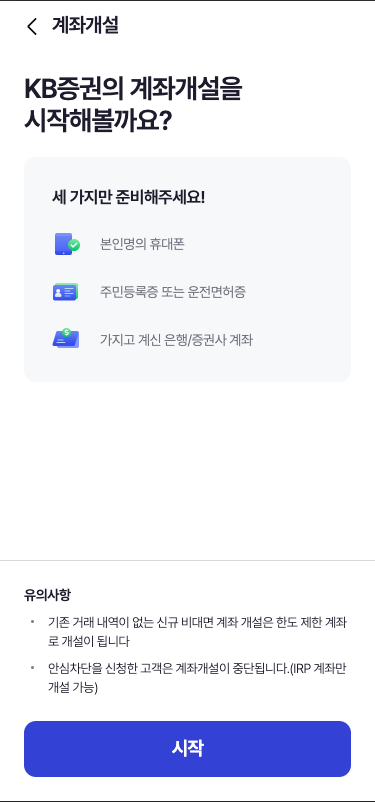 계좌개설
KB증권의 계좌개설을
시작해볼까요?
세 가지만 준비해주세요!
본인명의 휴대폰
주민등록증 또는 운전면허증
가지고 계신 은행/증권사 계좌
유의사항
• 기존 거래 내역이 없는 신규 비대면 계좌 개설은 한도 제한 계좌
로 개설이 됩니다
• 안심차단을 신청한 고객은 계좌개설이 중단됩니다.(IRP 계좌만
개설 가능)
시작